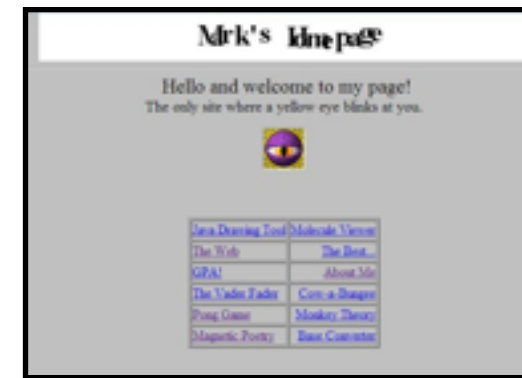 Hello and welcome to my page!
The only site where a yellow eye blinks at you.
Java Drawing Tool Molecule Viewer
The Web The Best...
GPA! About Me
The Vader Fader Cow-a-Bungee
Pong Game Monkey Theory
Magnetic Poetry Base Converter